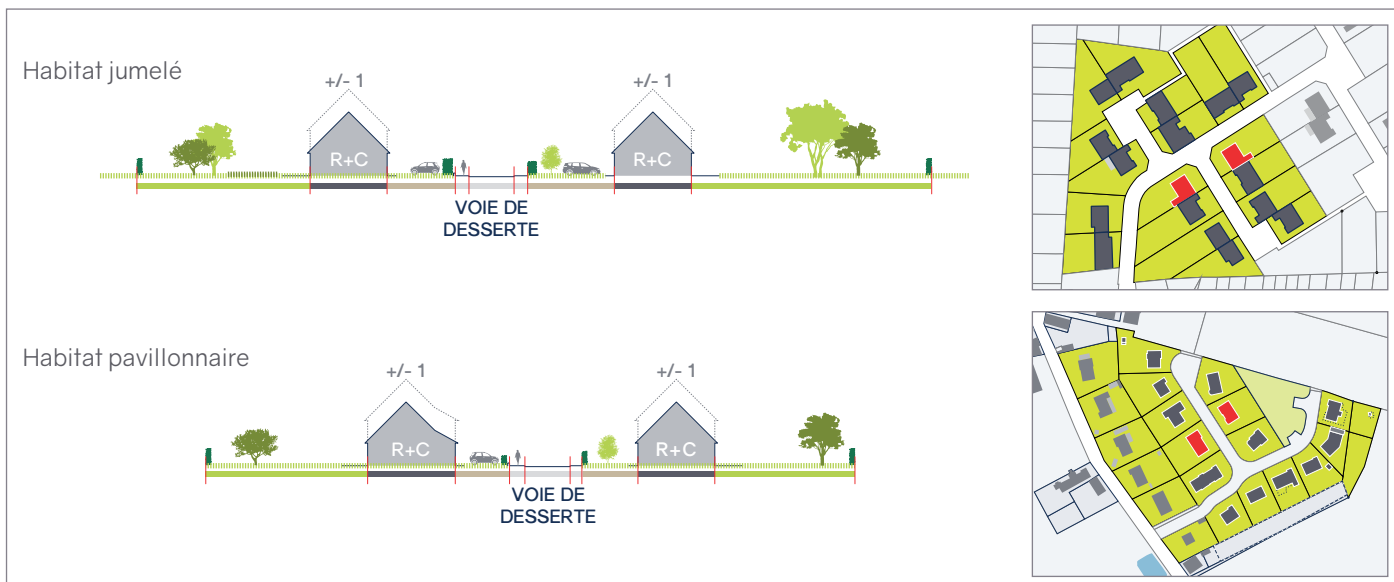 Habitat jumelé
+/- 1
+/- 1
R+C
R+C
VOIE DE
DESSERTE
Habitat pavillonnaire
+/- 1
+/- 1
R+C
R+C
VOIE DE
DESSERTE